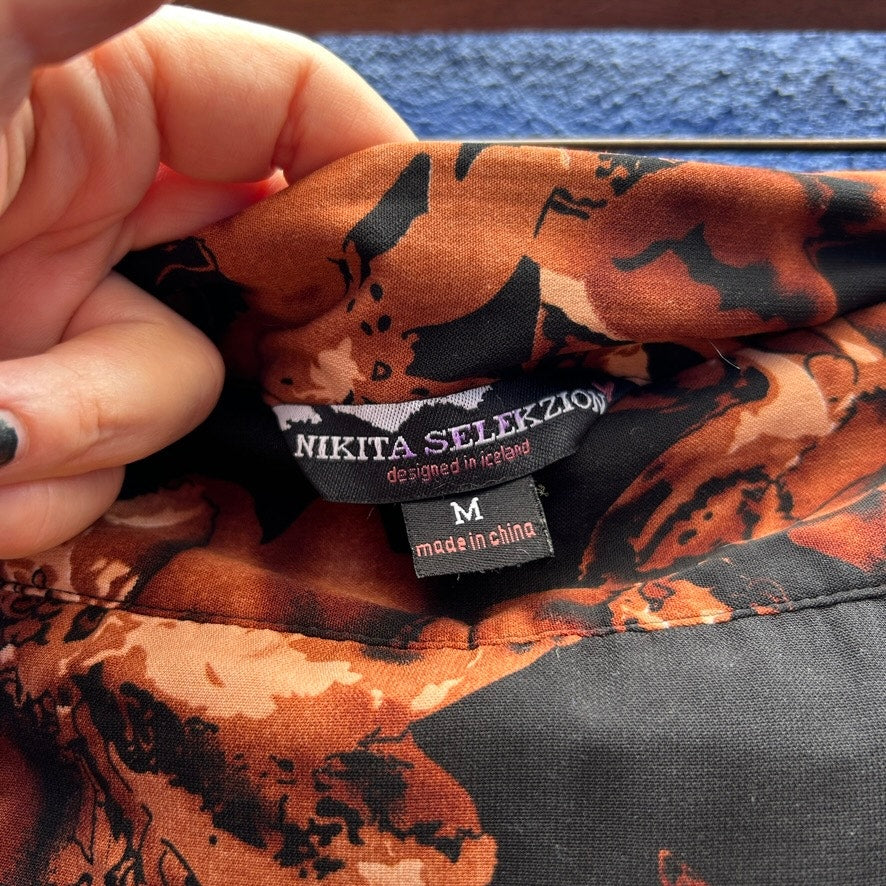 NIKITA SELEKZION
designed in iceland
M
made in china